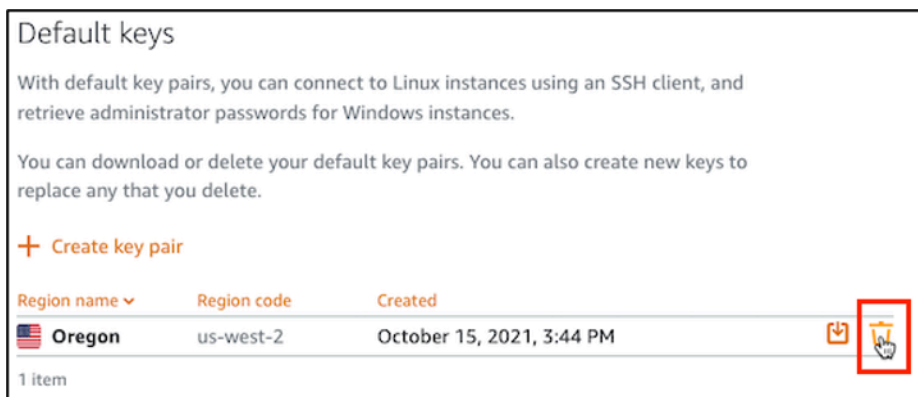 Default keys
With default key pairs, you can connect to Linux instances using an SSH client, and
retrieve administrator passwords for Windows instances.
You can download or delete your default key pairs. You can also create new keys to
replace any that you delete.
Create key pair
Region name Region code Created
Oregon us-west-2 October 15, 2021, 3:44 PM
1 item